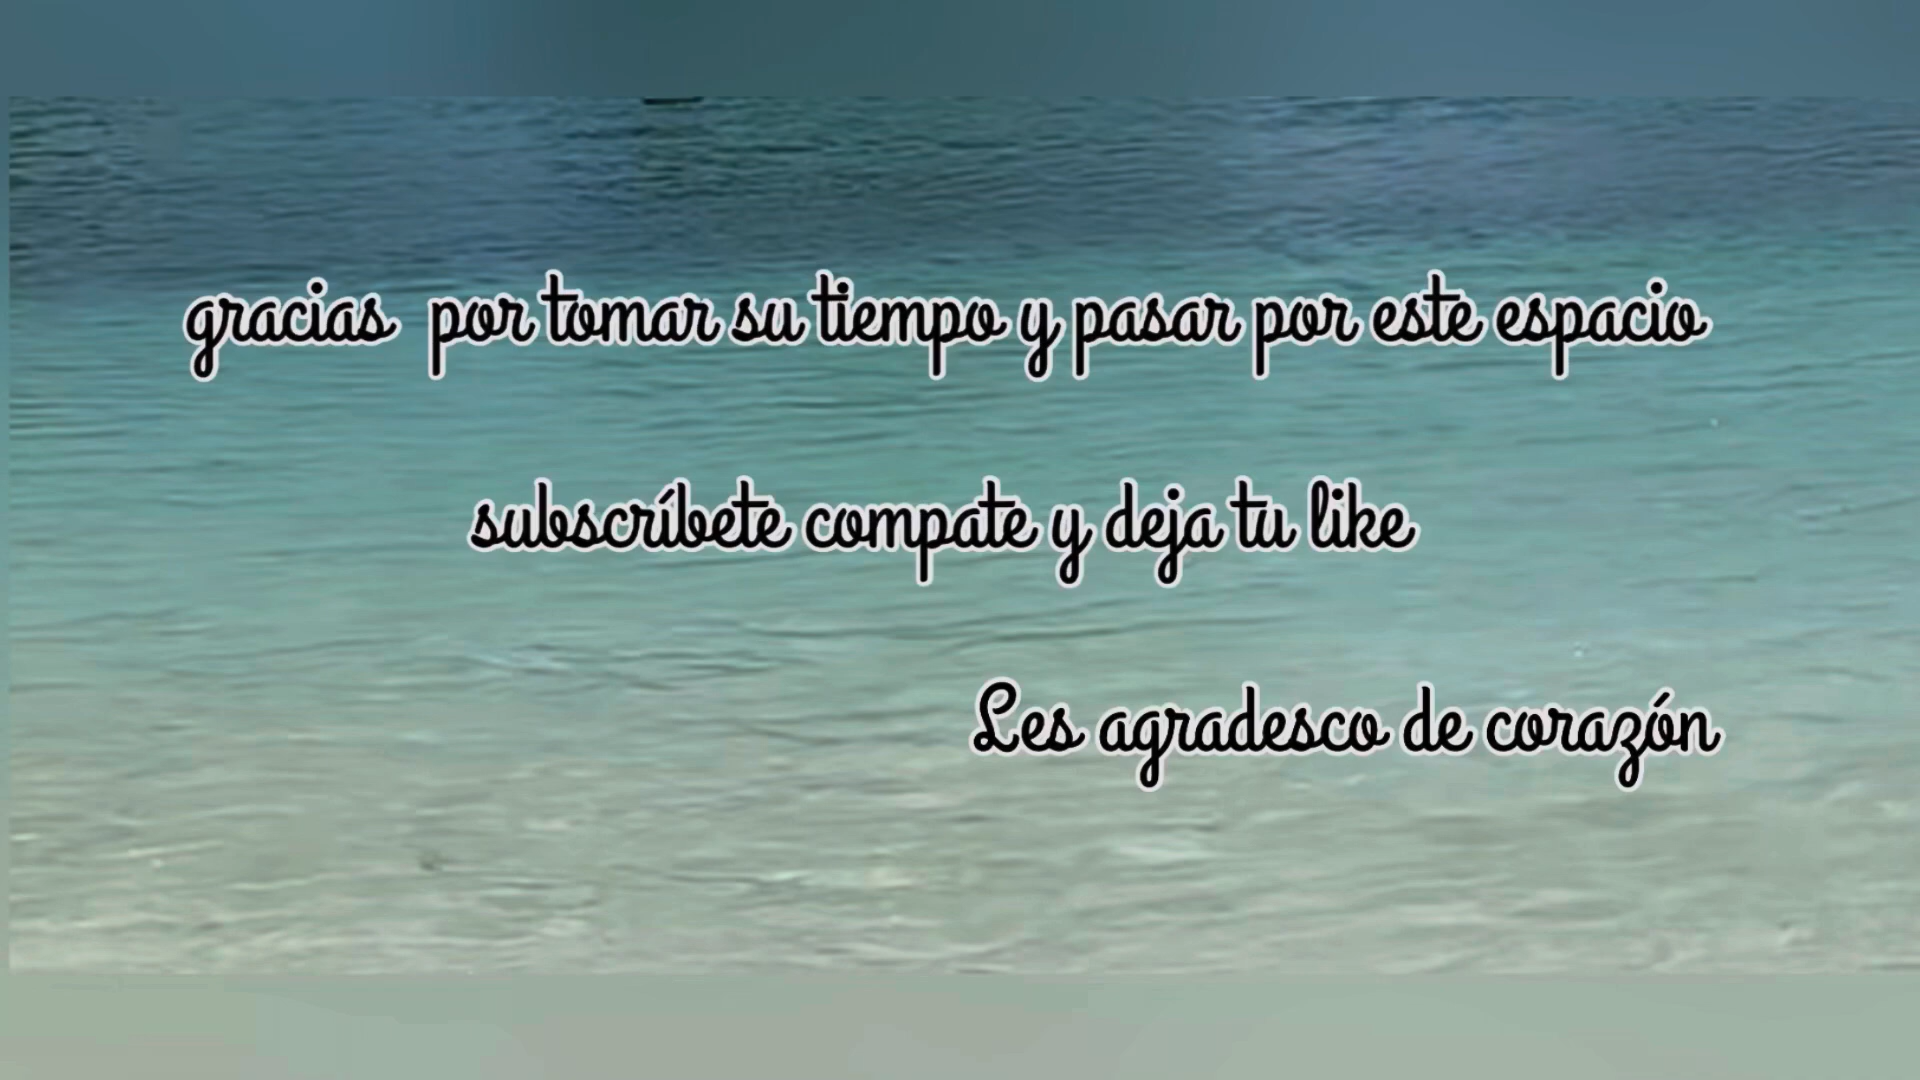 gracias por tomar su tiempo y pasar por este espacio
subscríbete compate y deja tu like
Les agradesco de corazón